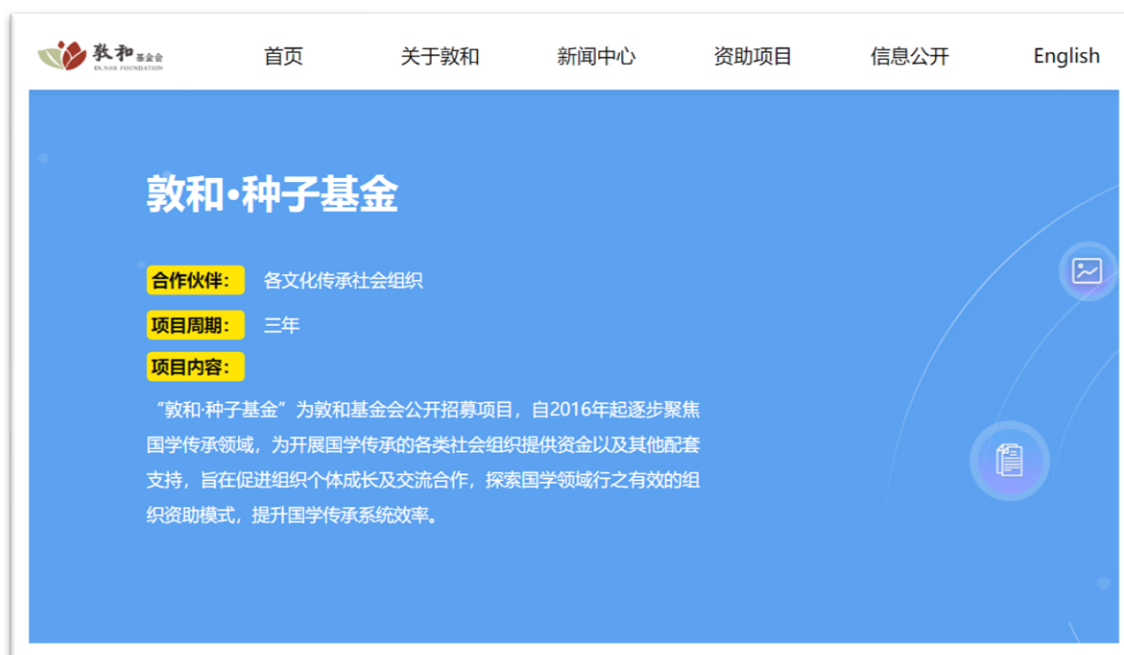 敦和基金会
DUNHE FOUNDATION
首页 关于敦和 新闻中心 资助项目 信息公开 English
敦和·种子基金
合作伙伴： 各文化传承社会组织
项目周期： 三年
项目内容：
“敦和·种子基金”为敦和基金会公开招募项目，自2016年起逐步聚焦
国学传承领域，为开展国学传承的各类社会组织提供资金以及其他配套
支持，旨在促进组织个体成长及交流合作，探索国学领域行之有效的组
织资助模式，提升国学传承系统效率。